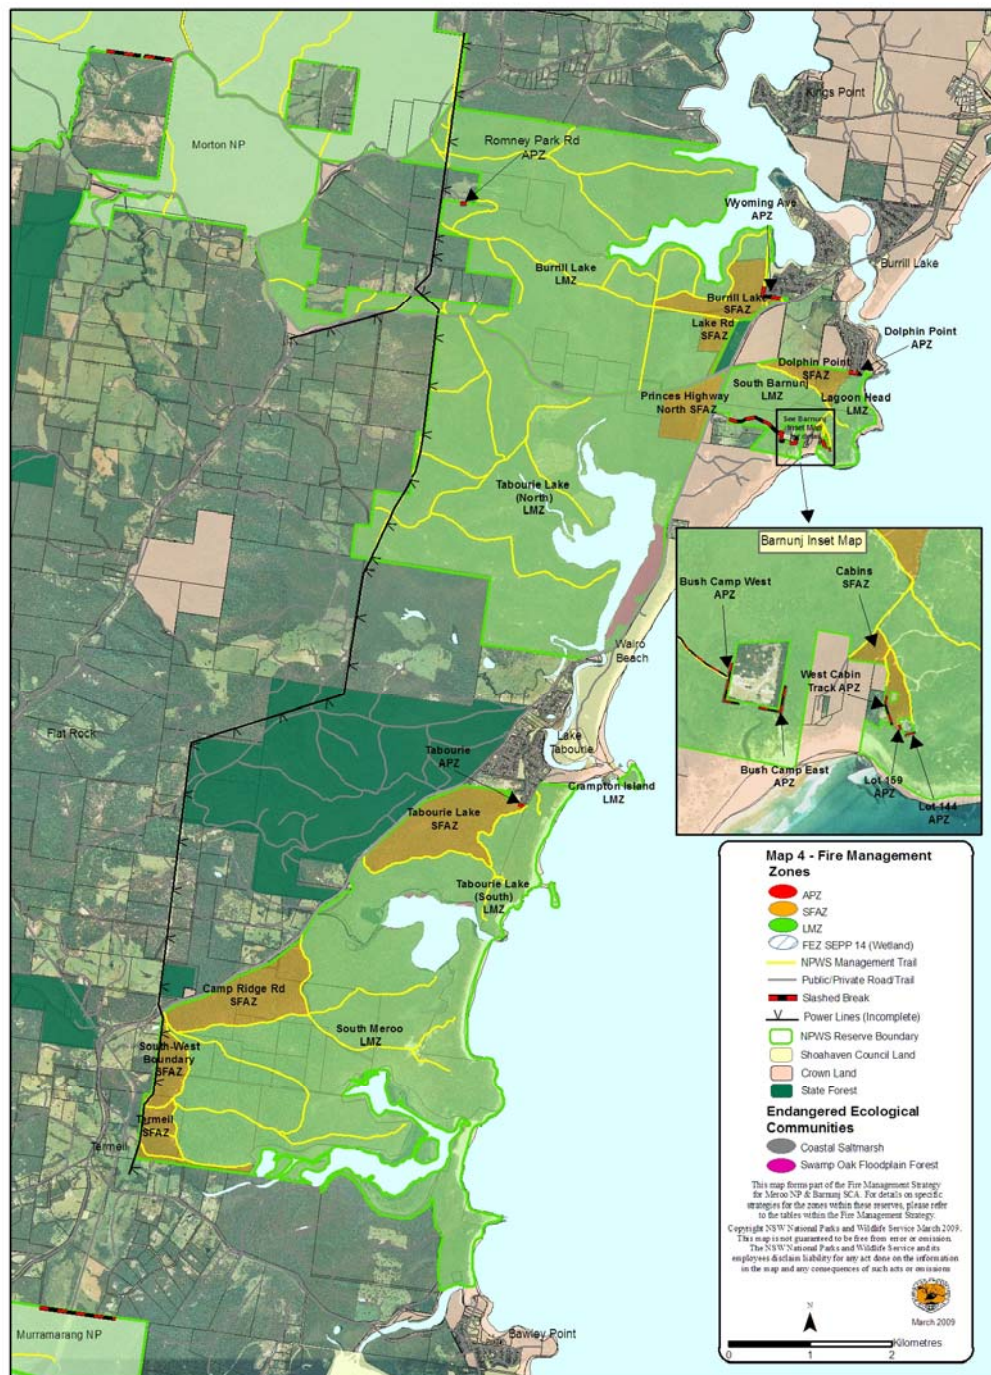 Kings Point
Morton NP
Romney Park Rd
APZ
Wyoming Ave
APZ
Burrill Lake
Burrill Lake
LMZ
Burrill Lake
SFAZ
Lake Rd
SFAZ
Dolphin Point
APZ
Dolphin Point
SFAZ
South Barnunj
LMZ
Lagoon Head
LMZ
Princes Highway
North SFAZ
See Barnunj
Inset Map
Tabourie Lake
(North)
LMZ
Barnunj Inset Map
Bush Camp West
APZ
Cabins
SFAZ
West Cabin
Track APZ
Bush Camp East
APZ
Lot 159
APZ
Lot 144
APZ
Wairo
Beach
Flat Rock
Lake
Tabourie
Tabourie
APZ
Crampton Island
LMZ
Tabourie Lake
SFAZ
Tabourie Lake
(South)
LMZ
Camp Ridge Rd
SFAZ
South Meroo
LMZ
South-West
Boundary
SFAZ
Termeil
SFAZ
Termeil
Murramarang NP
Bawley Point
Map 4 - Fire Management
Zones
APZ
SFAZ
LMZ
FEZ SEPP 14 (Wetland)
NPWS Management Trail
Public/Private Road/Trail
Slashed Break
Power Lines (Incomplete)
NPWS Reserve Boundary
Shoahaven Council Land
Crown Land
State Forest
Endangered Ecological
Communities
Coastal Saltmarsh
Swamp Oak Floodplain Forest
This map forms part of the Fire Management Strategy
for Meroo NP & Barnunj SCA. For details on specific
strategies for the zones within these reserves, please refer
to the tables within the Fire Management Strategy.
Copyright NSW National Parks and Wildlife Service March 2009.
This map is not guaranteed to be free from error or omission.
The NSW National Parks and Wildlife Service and its
employees disclaim liability for any act done on the information
in the map and any consequences of such acts or omissions
N
March 2009
Kilometres
0 1 2